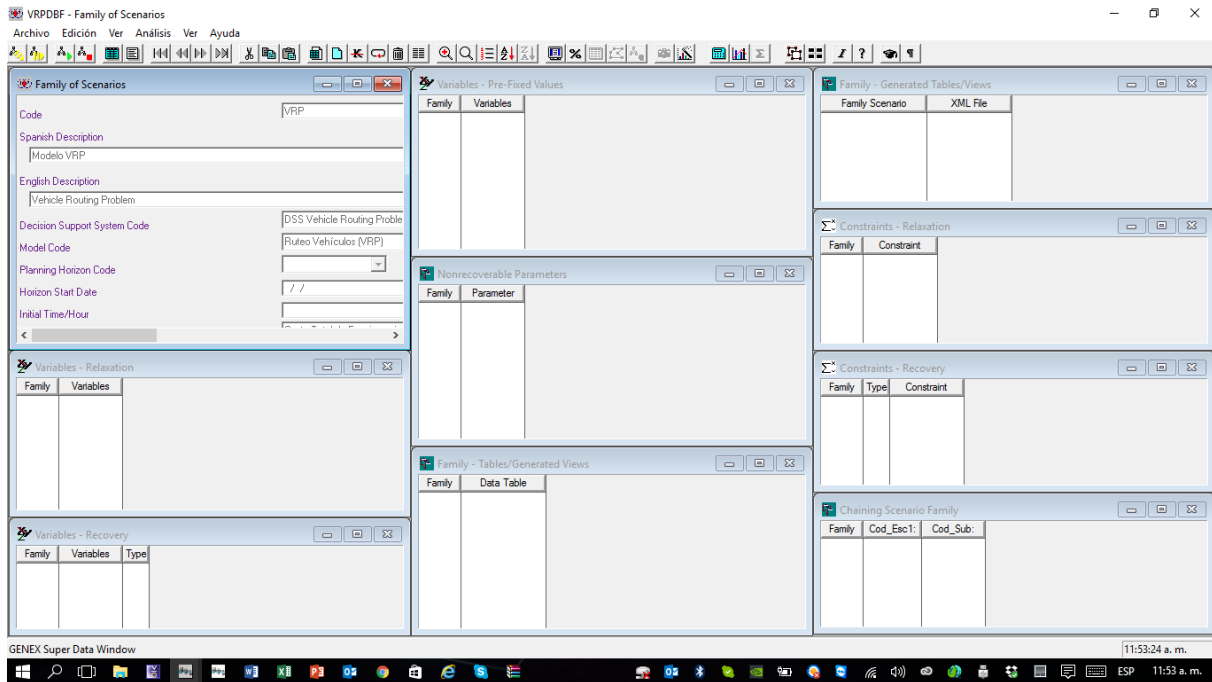 VRPDBF - Family of Scenarios
Archivo Edición Ver Análisis Ver Ayuda
Family of Scenarios
Code
VRP
Spanish Description
Modelo VRP
English Description
Vehicle Routing Problem
Decision Support System Code
DSS Vehicle Routing Proble
Model Code
Ruteo Vehículos (VRP)
Planning Horizon Code
Horizon Start Date
/ /
Initial Time/Hour
Variables - Relaxation
Family Variables
Variables - Recovery
Family Variables Type
Variables - Pre-Fixed Values
Family Variables
Nonrecoverable Parameters
Family Parameter
Family - Tables/Generated Views
Family Data Table
Family - Generated Tables/Views
Family Scenario XML File
Constraints - Relaxation
Family Constraint
Constraints - Recovery
Family Type Constraint
Chaining Scenario Family
Family Cod_Esc1: Cod_Sub:
GENEX Super Data Window
11:53:24 a. m.
ESP 11:53 a. m.